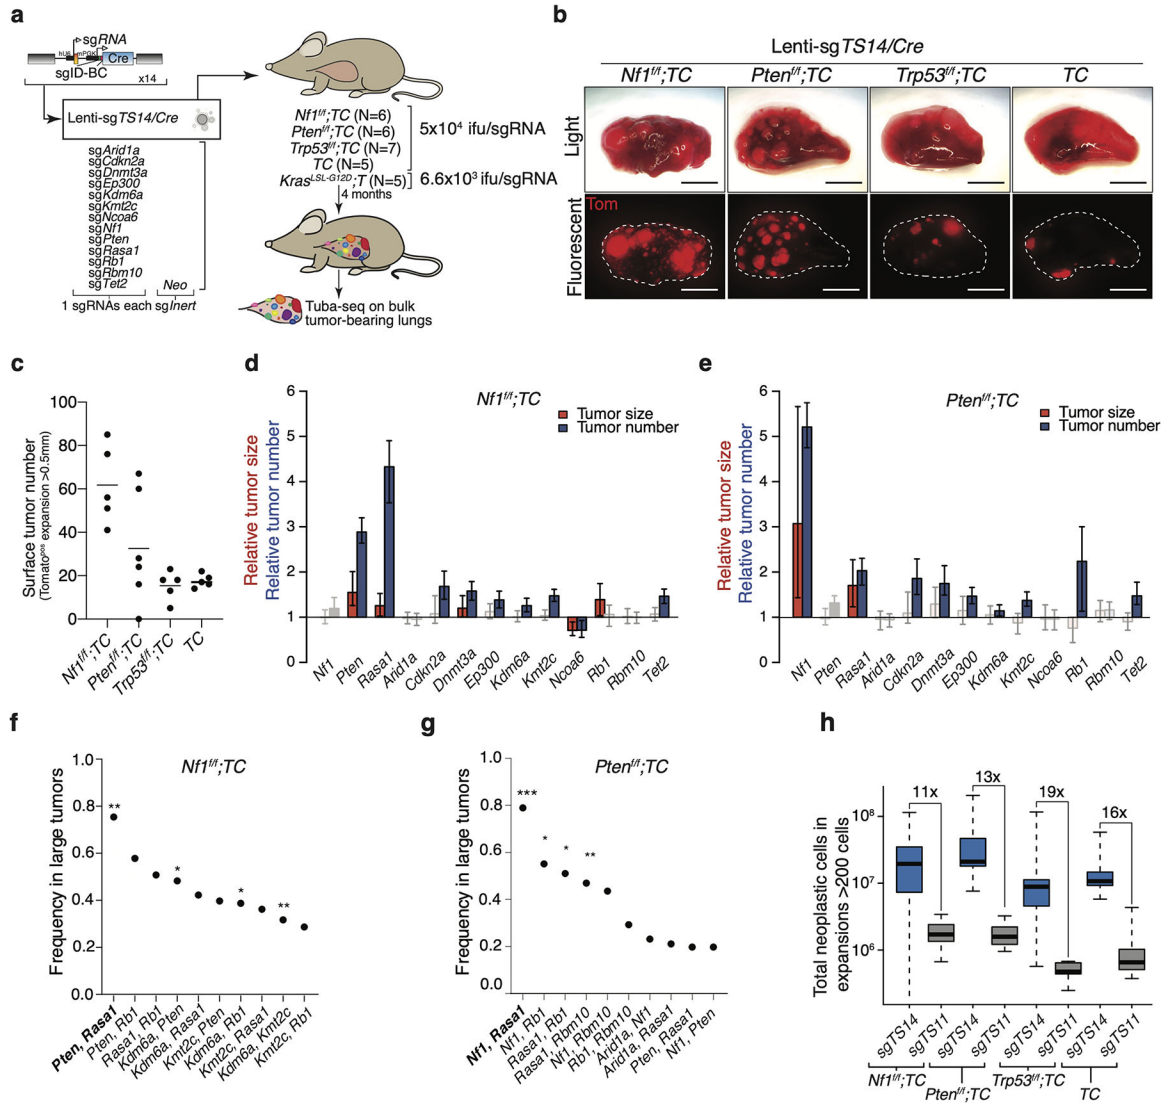 a
sgRNA
hU6
mPGK
Cre
sgID-BC
x14
Lenti-sgTS14/Cre
sgArid1a
sgCdkn2a
sgDnmt3a
sgEp300
sgKdm6a
sgKmt2c
sgNcoa6
sgNf1
sgPten
sgRasa1
sgRb1
sgRbm10
sgTet2
Neo
1 sgRNAs each sgInert
Nf1f/f;TC (N=6)
Ptenf/f;TC (N=6)
Trp53f/f;TC (N=7)
TC (N=5)
KrasLSL-G12D;T (N=5)
5x10⁴ ifu/sgRNA
6.6x10³ ifu/sgRNA
4 months
Tuba-seq on bulk
tumor-bearing lungs
b
Lenti-sgTS14/Cre
Nf1f/f;TC
Ptenf/f;TC
Trp53f/f;TC
TC
Light
Fluorescent
Tom
c
Surface tumor number
(Tomatopos expansion >0.5mm)
100
80
60
40
20
0
Nf1f/f;TC
Ptenf/f;TC
Trp53f/f;TC
TC
d
Relative tumor size
Relative tumor number
Nf1f/f;TC
Tumor size
Tumor number
6
5
4
3
2
1
0
Nf1
Pten
Rasa1
Arid1a
Cdkn2a
Dnmt3a
Ep300
Kdm6a
Kmt2c
Ncoa6
Rb1
Rbm10
Tet2
e
Relative tumor size
Relative tumor number
Ptenf/f;TC
Tumor size
Tumor number
6
5
4
3
2
1
0
Nf1
Pten
Rasa1
Arid1a
Cdkn2a
Dnmt3a
Ep300
Kdm6a
Kmt2c
Ncoa6
Rb1
Rbm10
Tet2
f
Frequency in large tumors
Nf1f/f;TC
1.0
0.8
0.6
0.4
0.2
0.0
**
*
*
**
Pten, Rasa1
Pten, Rb1
Rasa1, Rb1
Kdm6a, Pten
Kdm6a, Rasa1
Kmt2c, Pten
Kdm6a, Rb1
Kmt2c, Rasa1
Kdm6a, Kmt2c
Kmt2c, Rb1
g
Frequency in large tumors
Ptenf/f;TC
1.0
0.8
0.6
0.4
0.2
0.0
***
*
*
**
Nf1, Rasa1
Nf1, Rb1
Rasa1, Rb1
Rasa1, Rbm10
Nf1, Rbm10
Rb1, Rbm10
Arid1a, Nf1
Arid1a, Rasa1
Pten, Rasa1
Nf1, Pten
h
Total neoplastic cells in
expansions >200 cells
10⁸
10⁷
10⁶
11x
13x
19x
16x
sgTS14
sgTS11
sgTS14
sgTS11
sgTS14
sgTS11
sgTS14
sgTS11
Nf1f/f;TC
Ptenf/f;TC
Trp53f/f;TC
TC